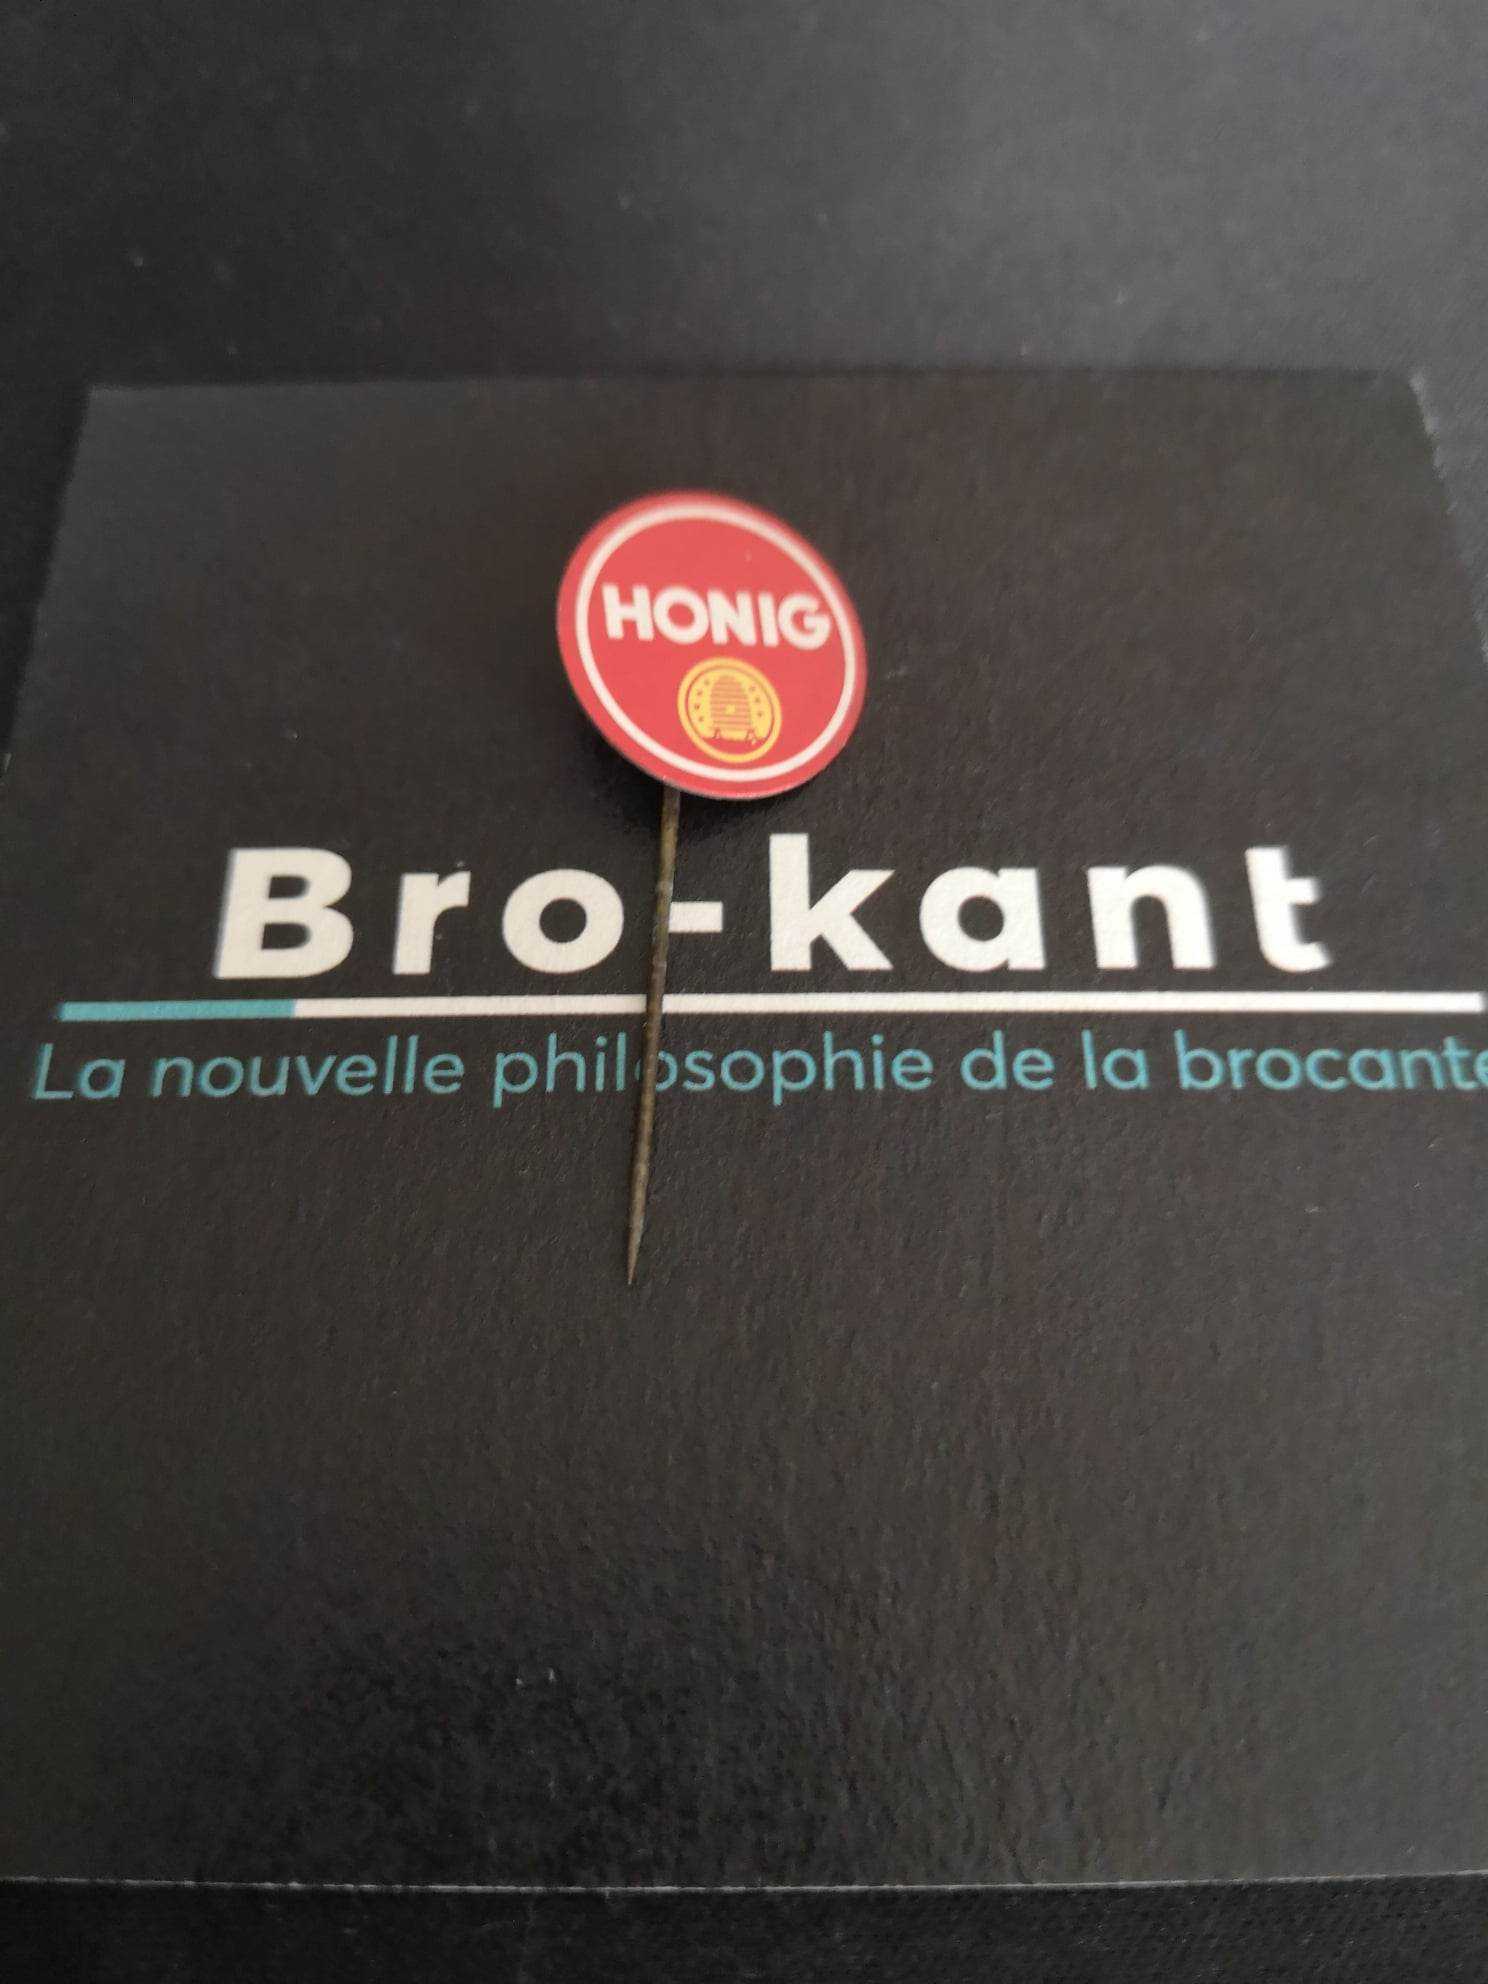 HONIG
Bro-kant
La nouvelle philosophie de la brocante